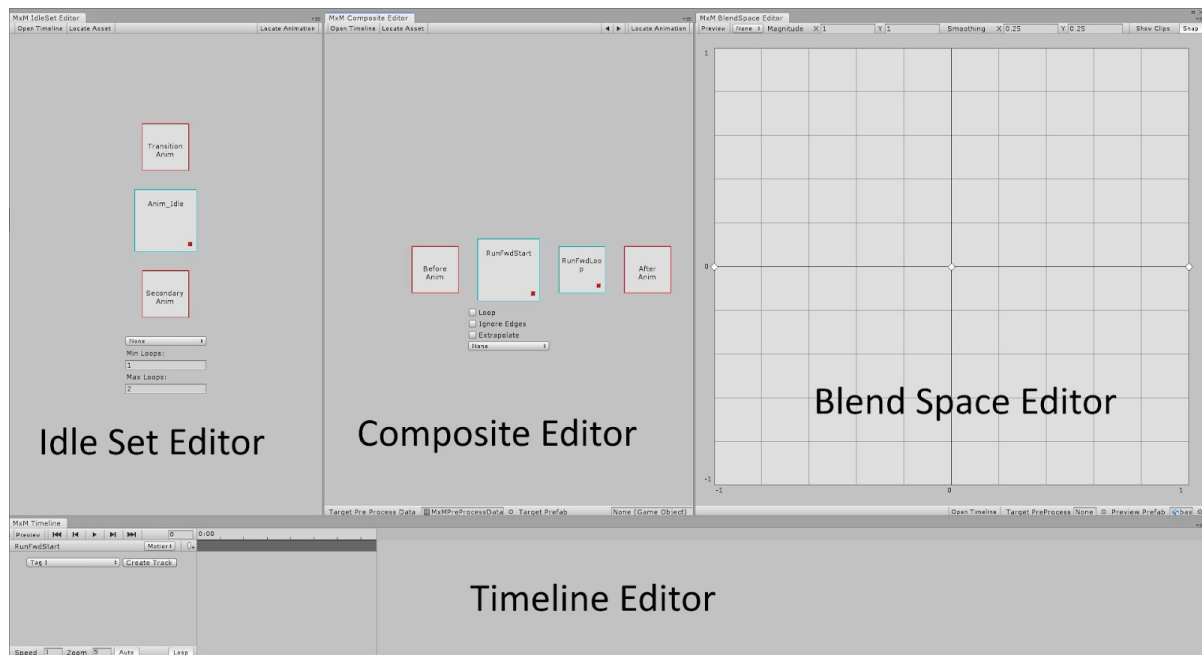 MxM IdleSet Editor
Open Timeline Locate Asset Locate Animation
Transition
Anim
Anim_Idle
Secondary
Anim
None
Min Loops:
1
Max Loops:
2
Idle Set Editor
MxM Composite Editor
Open Timeline Locate Asset Locate Animation
Before
Anim
RunFwdStart
RunFwdLoo
p
After
Anim
Loop
Ignore Edges
Extrapolate
None
Composite Editor
Target Pre Process Data MxMPreProcessData Target Prefab None (Game Object)
MxM BlendSpace Editor
Preview None Magnitude X 1 Y 1 Smoothing X 0.25 Y 0.25 Show Clips Snap
1
0
-1
-1 0 1
Blend Space Editor
Open Timeline Target PreProcess None Preview Prefab bas
MxM Timeline
Preview 0 0:00
RunFwdStart Motion
Tag 1 Create Track
Timeline Editor
Speed 1 Zoom 5 Auto Loop